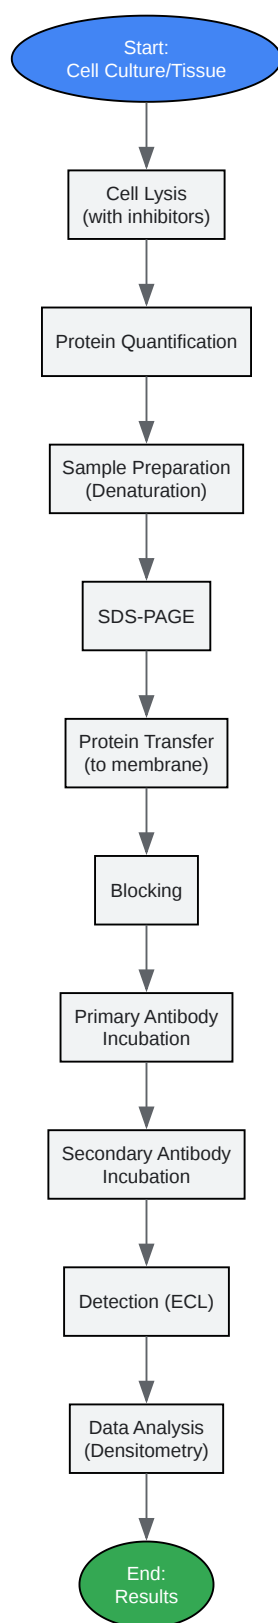 Start:
Cell Culture/Tissue
Cell Lysis
(with inhibitors)
Protein Quantification
Sample Preparation
(Denaturation)
SDS-PAGE
Protein Transfer
(to membrane)
Blocking
Primary Antibody
Incubation
Secondary Antibody
Incubation
Detection (ECL)
Data Analysis
(Densitometry)
End:
Results